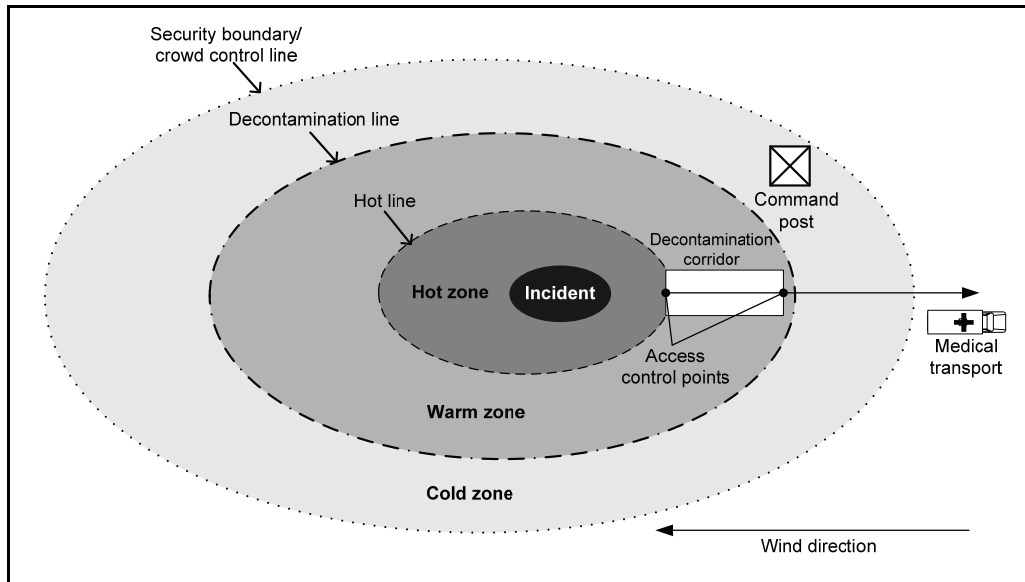 Security boundary/
crowd control line
Decontamination line
Hot line
Command
post
Decontamination
corridor
Hot zone
Incident
Access
control points
Medical
transport
Warm zone
Cold zone
Wind direction